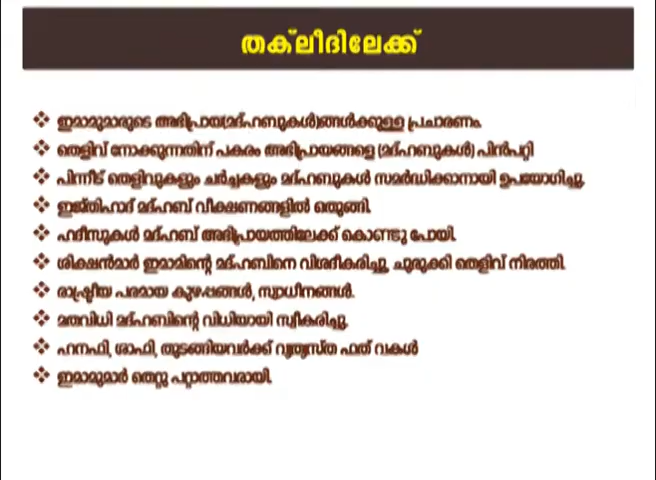 തക്‌ലീദിലേക്ക്
ഇമാമുമാരുടെ അഭിപ്രായ(മദ്ഹബുകൾ)ങ്ങൾക്കുള്ള പ്രചാരണം.
തെളിവ് നോക്കുന്നതിന് പകരം അഭിപ്രായങ്ങളെ (മദ്ഹബുകൾ) പിൻപറ്റി
പിന്നീട് തെളിവുകളും ചർച്ചകളും മദ്ഹബുകൾ സമർത്ഥിക്കാനായി ഉപയോഗിച്ചു.
ഇജ്തിഹാദ് മദ്ഹബ് വീക്ഷണങ്ങളിൽ ഒതുങ്ങി.
ഹദീസുകൾ മദ്ഹബ് അഭിപ്രായത്തിലേക്ക് കൊണ്ടു പോയി.
ശിക്ഷൻമാർ ഇമാമിന്റെ മദ്ഹബിനെ വിശദീകരിച്ചു, ചുരുക്കി തെളിവ് നിരത്തി.
രാഷ്ട്രീയ പരമായ കുഴപ്പങ്ങൾ, സ്വാധീനങ്ങൾ.
മതവിധി മദ്ഹബിന്റെ വിധിയായി സ്വീകരിച്ചു.
ഹനഫി, ശാഫി, തുടങ്ങിയവർക്ക് വ്യത്യസ്ത ഫത് വകൾ
ഇമാമുമാർ തെറ്റു പറ്റാത്തവരായി.